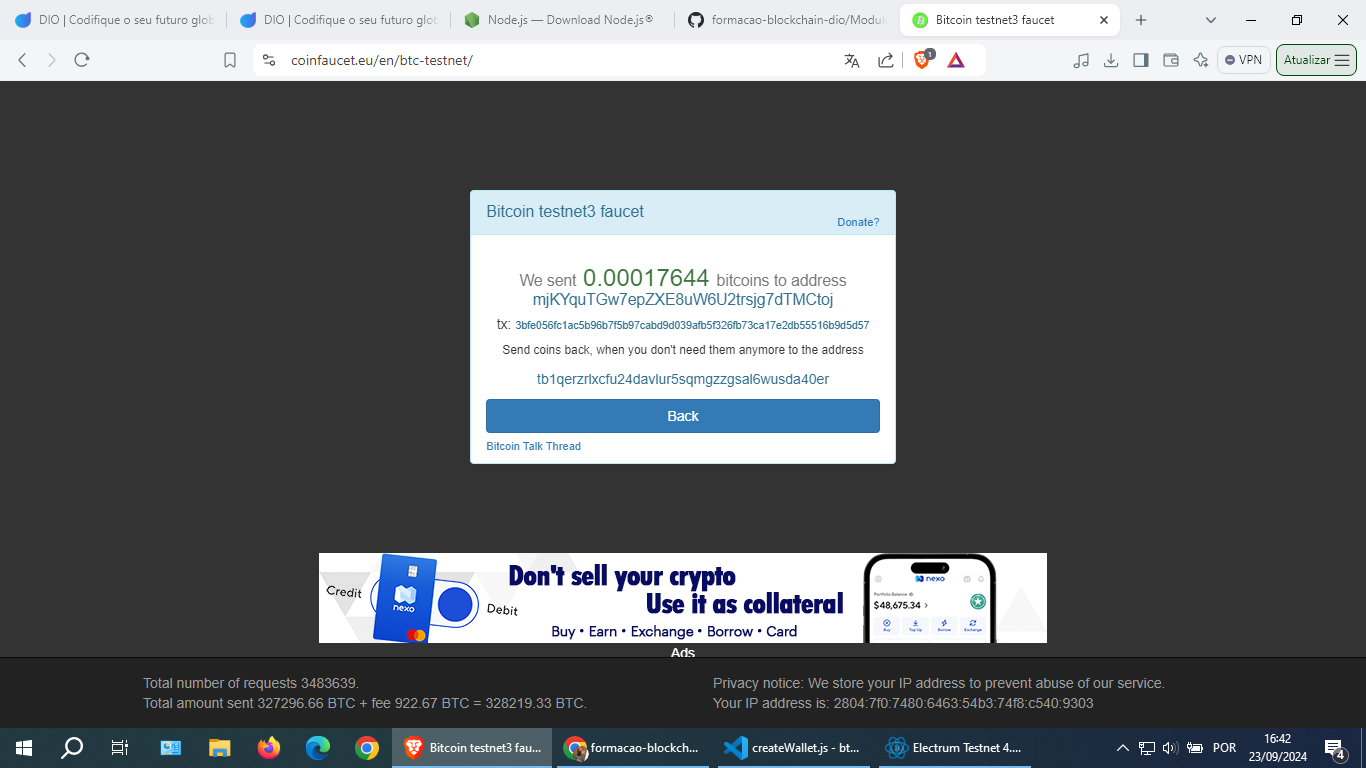 DIO | Codifique o seu futuro glob
DIO | Codifique o seu futuro glob
Node.js — Download Node.js®
formacao-blockchain-dio/Modul
Bitcoin testnet3 faucet
coinfaucet.eu/en/btc-testnet/
1
VPN
Atualizar
Bitcoin testnet3 faucet
Donate?
We sent 0.00017644 bitcoins to address
mjKYquTGw7epZXE8uW6U2trsjg7dTMCtoj
tx: 3bfe056fc1ac5b96b7f5b97cabd9d039afb5f326fb73ca17e2db55516b9d5d57
Send coins back, when you don't need them anymore to the address
tb1qerzrlxcfu24davlur5sqmgzzgsal6wusda40er
Back
Bitcoin Talk Thread
Credit
nexo
Debit
Don't sell your crypto
Use it as collateral
Buy • Earn • Exchange • Borrow • Card
nexo
Portfolio Balance
$48,675.34 >
Buy
Top Up
Borrow
Exchange
Ads
Total number of requests 3483639.
Total amount sent 327296.66 BTC + fee 922.67 BTC = 328219.33 BTC.
Privacy notice: We store your IP address to prevent abuse of our service.
Your IP address is: 2804:7f0:7480:6463:54b3:74f8:c540:9303
Bitcoin testnet3 fau...
formacao-blockch...
createWallet.js - bt...
Electrum Testnet 4....
POR
16:42
23/09/2024
4